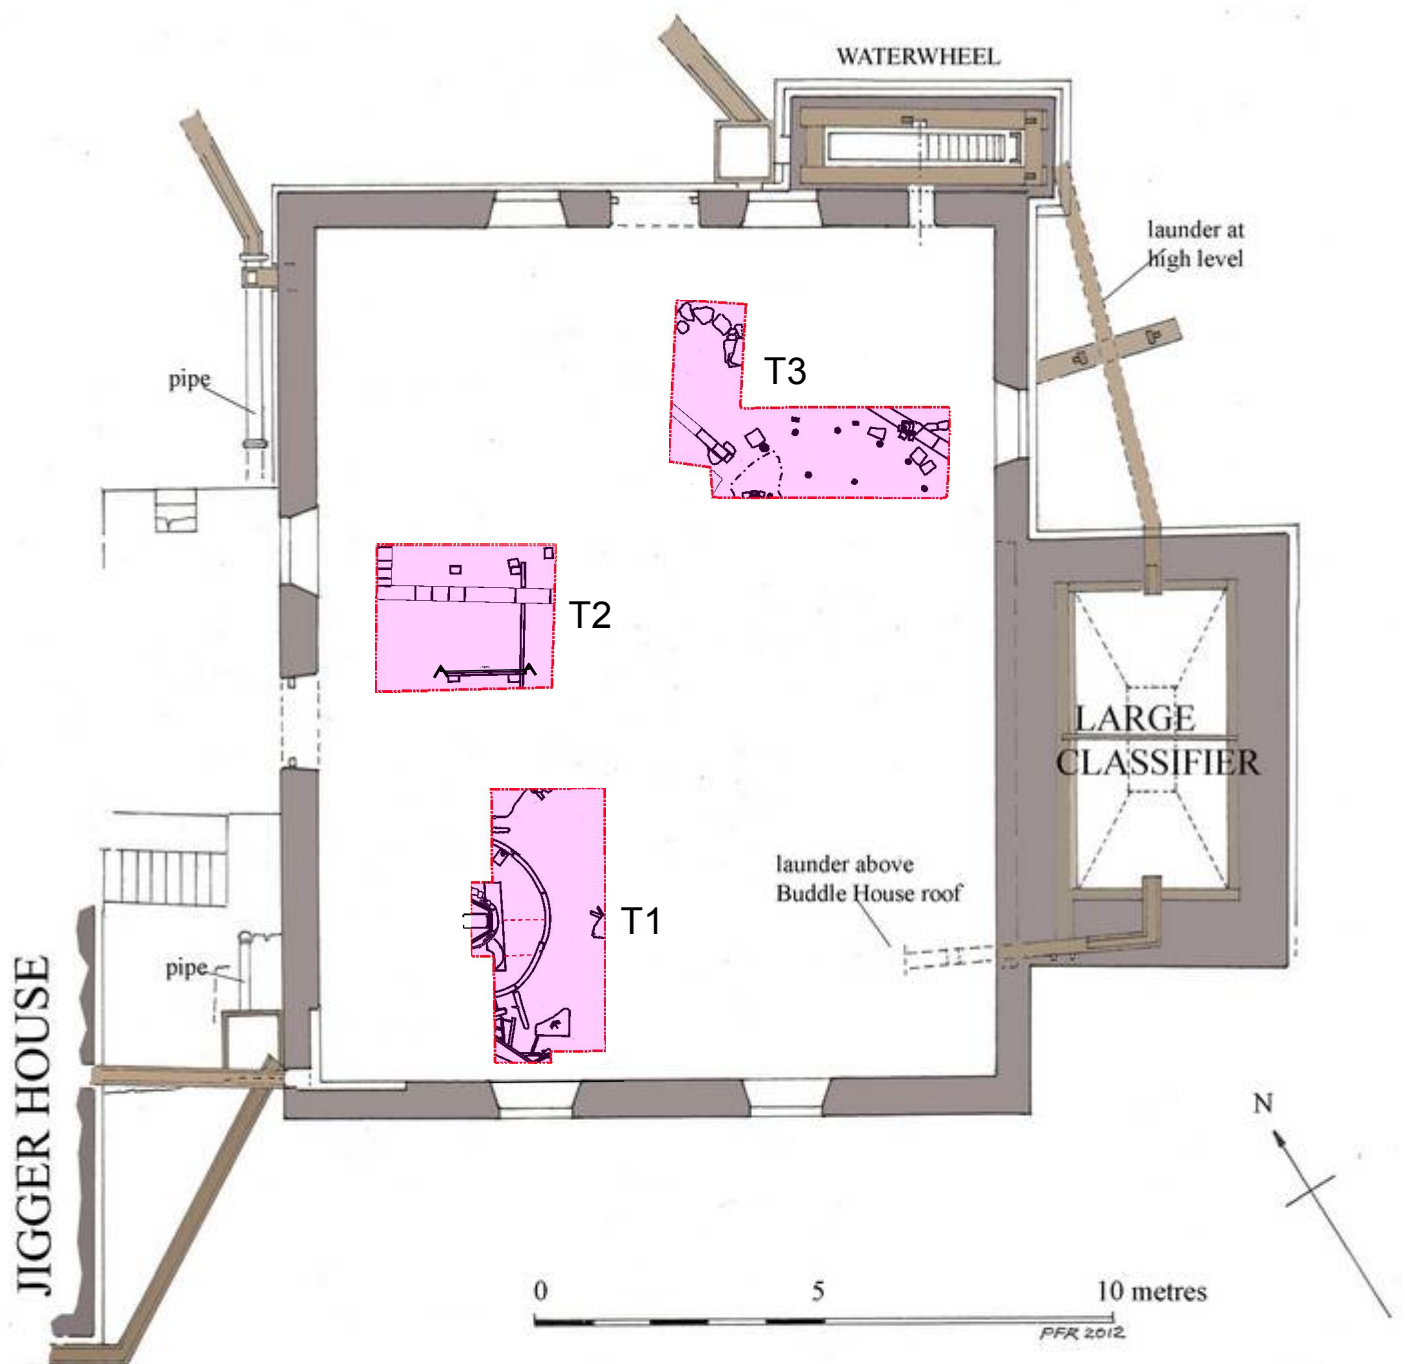 WATERWHEEL
launder at
high level
pipe
T3
T2
LARGE
CLASSIFIER
launder above
Buddle House roof
T1
pipe
JIGGER HOUSE
N
0 5 10 metres
PFR 2012